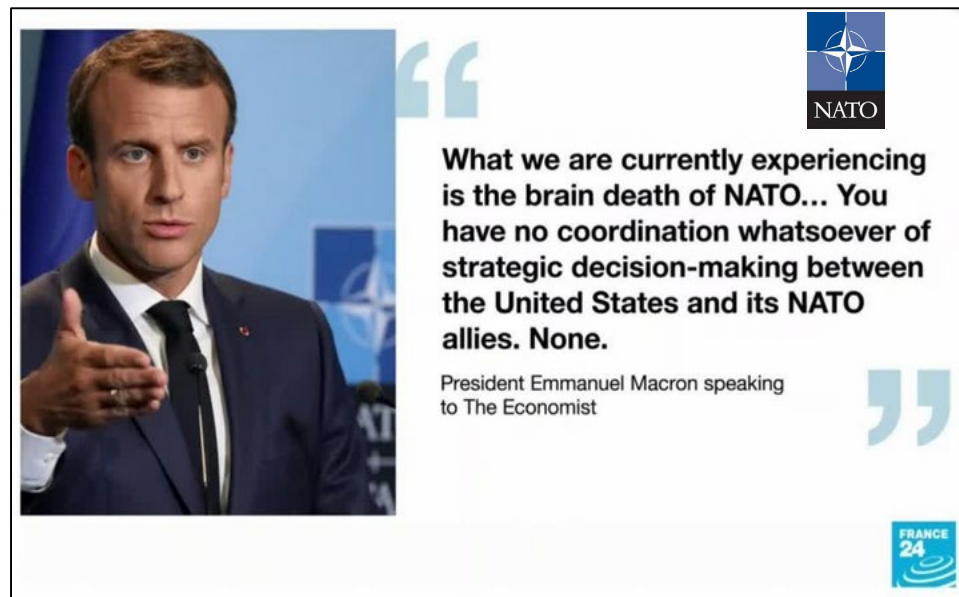 NATO
What we are currently experiencing
is the brain death of NATO... You
have no coordination whatsoever of
strategic decision-making between
the United States and its NATO
allies. None.
President Emmanuel Macron speaking
to The Economist
FRANCE
24